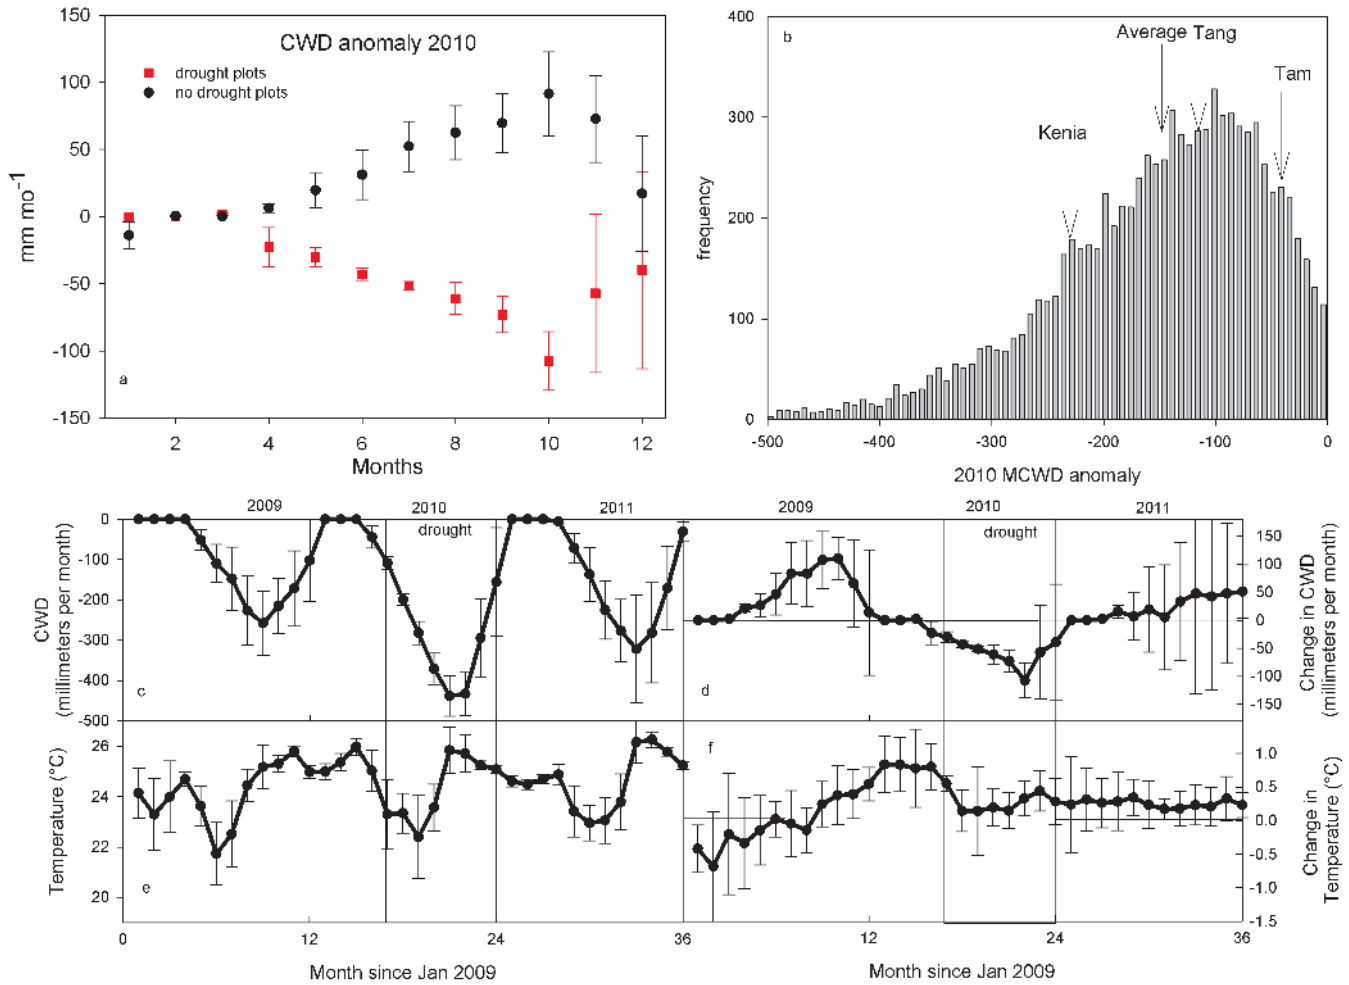 CWD anomaly 2010
drought plots
no drought plots
150
100
50
0
-50
-100
-150
mm mo-1
a
2
4
6
8
10
12
Months
b
Average Tang
Tam
Kenia
400
300
200
100
0
frequency
-500
-400
-300
-200
-100
0
2010 MCWD anomaly
2009
2010
2011
drought
0
-100
-200
-300
-400
-500
CWD
(millimeters per month)
c
2009
2010
2011
drought
150
100
50
0
-50
-100
-150
Change in CWD
(millimeters per month)
d
26
24
22
20
Temperature (°C)
e
0
12
24
36
Month since Jan 2009
f
1.0
0.5
0.0
-0.5
-1.0
-1.5
Change in
Temperature (°C)
12
24
36
Month since Jan 2009